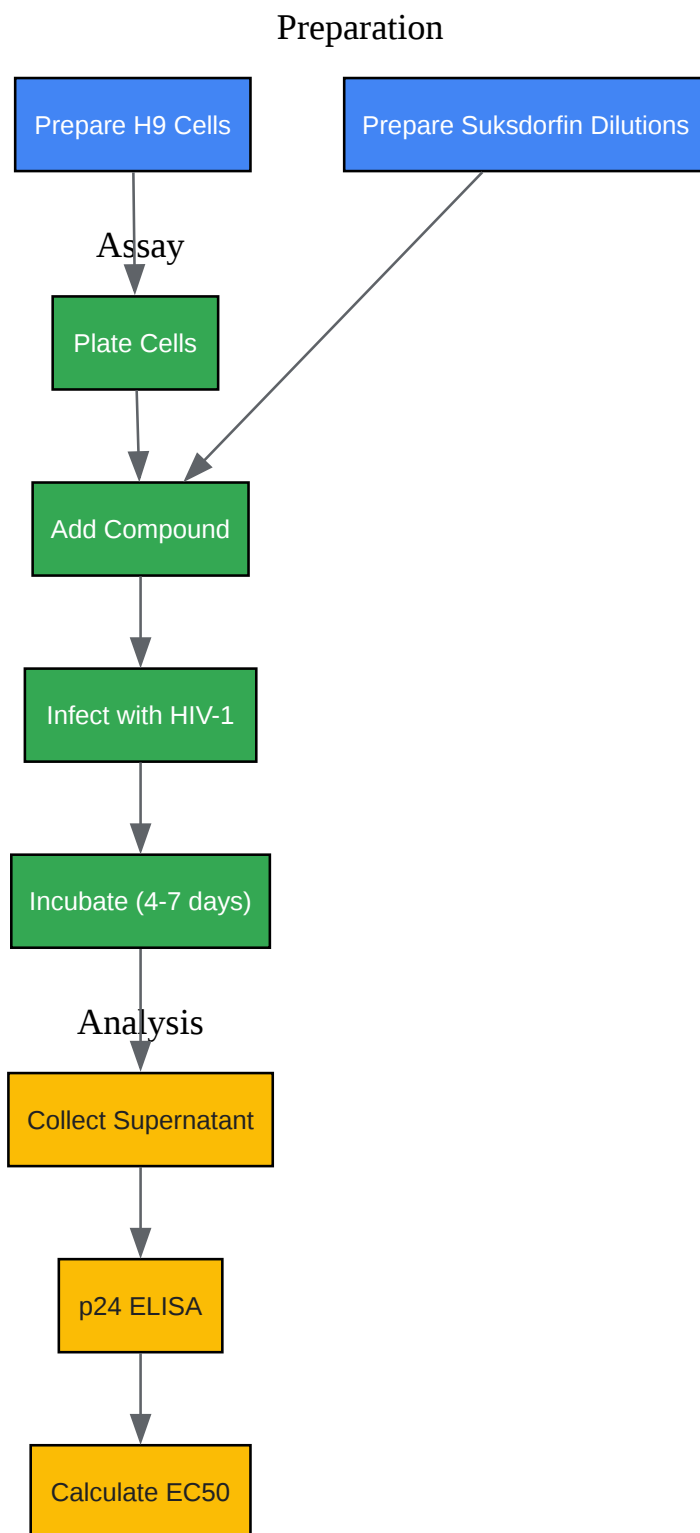 Preparation
Prepare H9 Cells
Prepare Suksdorfin Dilutions
Assay
Plate Cells
Add Compound
Infect with HIV-1
Incubate (4-7 days)
Analysis
Collect Supernatant
p24 ELISA
Calculate EC50